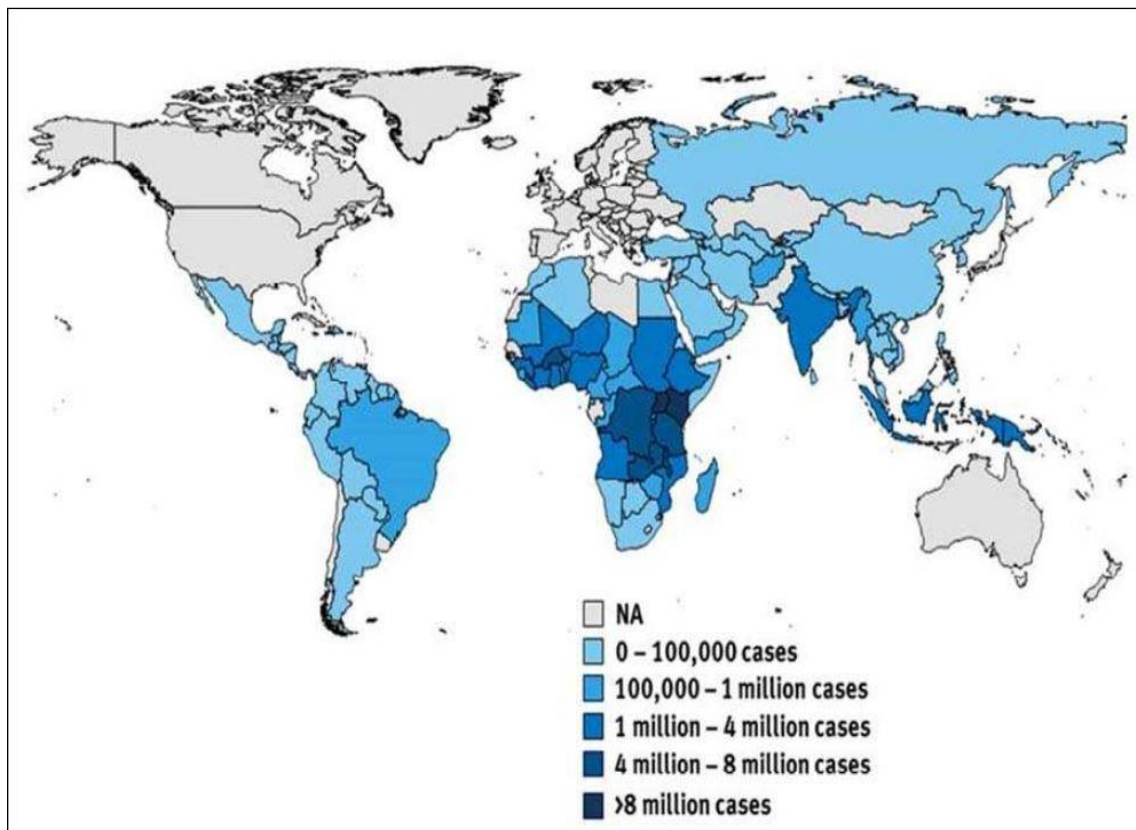 NA
0 – 100,000 cases
100,000 – 1 million cases
1 million – 4 million cases
4 million – 8 million cases
>8 million cases